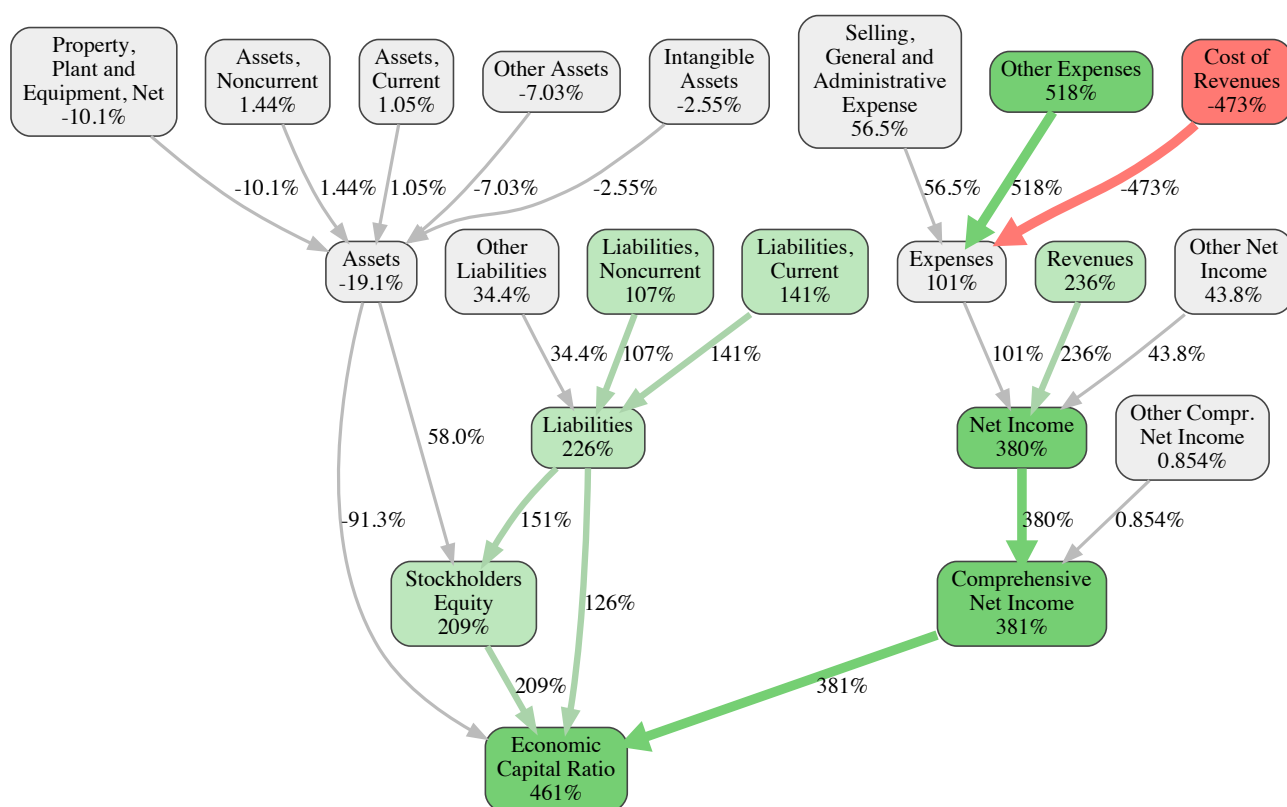 Property,
Plant and
Equipment, Net
-10.1%
Assets,
Noncurrent
1.44%
Assets,
Current
1.05%
Other Assets
-7.03%
Intangible
Assets
-2.55%
Selling,
General and
Administrative
Expense
56.5%
Other Expenses
518%
Cost of
Revenues
-473%
-10.1%
1.44%
1.05%
-7.03%
-2.55%
56.5%
518%
-473%
Assets
-19.1%
Other
Liabilities
34.4%
Liabilities,
Noncurrent
107%
Liabilities,
Current
141%
Expenses
101%
Revenues
236%
Other Net
Income
43.8%
34.4%
107%
141%
101%
236%
43.8%
58.0%
Liabilities
226%
Net Income
380%
Other Compr.
Net Income
0.854%
-91.3%
151%
380%
0.854%
Stockholders
Equity
209%
126%
Comprehensive
Net Income
381%
209%
381%
Economic
Capital Ratio
461%